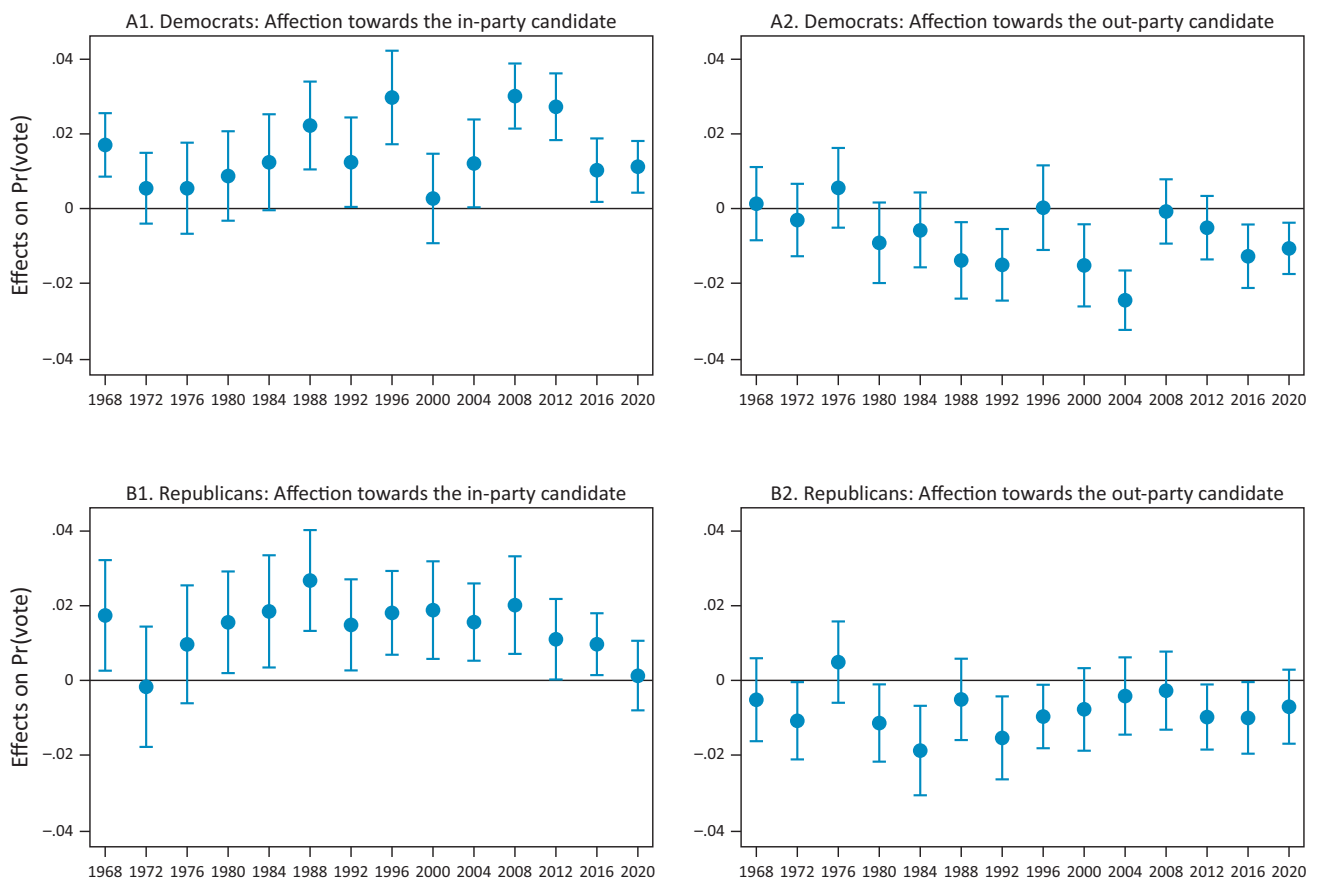 A1. Democrats: Affection towards the in-party candidate
Effects on Pr(vote)
.04
.02
0
−.02
−.04
1968 1972 1976 1980 1984 1988 1992 1996 2000 2004 2008 2012 2016 2020
A2. Democrats: Affection towards the out-party candidate
.04
.02
0
−.02
−.04
1968 1972 1976 1980 1984 1988 1992 1996 2000 2004 2008 2012 2016 2020
B1. Republicans: Affection towards the in-party candidate
Effects on Pr(vote)
.04
.02
0
−.02
−.04
1968 1972 1976 1980 1984 1988 1992 1996 2000 2004 2008 2012 2016 2020
B2. Republicans: Affection towards the out-party candidate
.04
.02
0
−.02
−.04
1968 1972 1976 1980 1984 1988 1992 1996 2000 2004 2008 2012 2016 2020